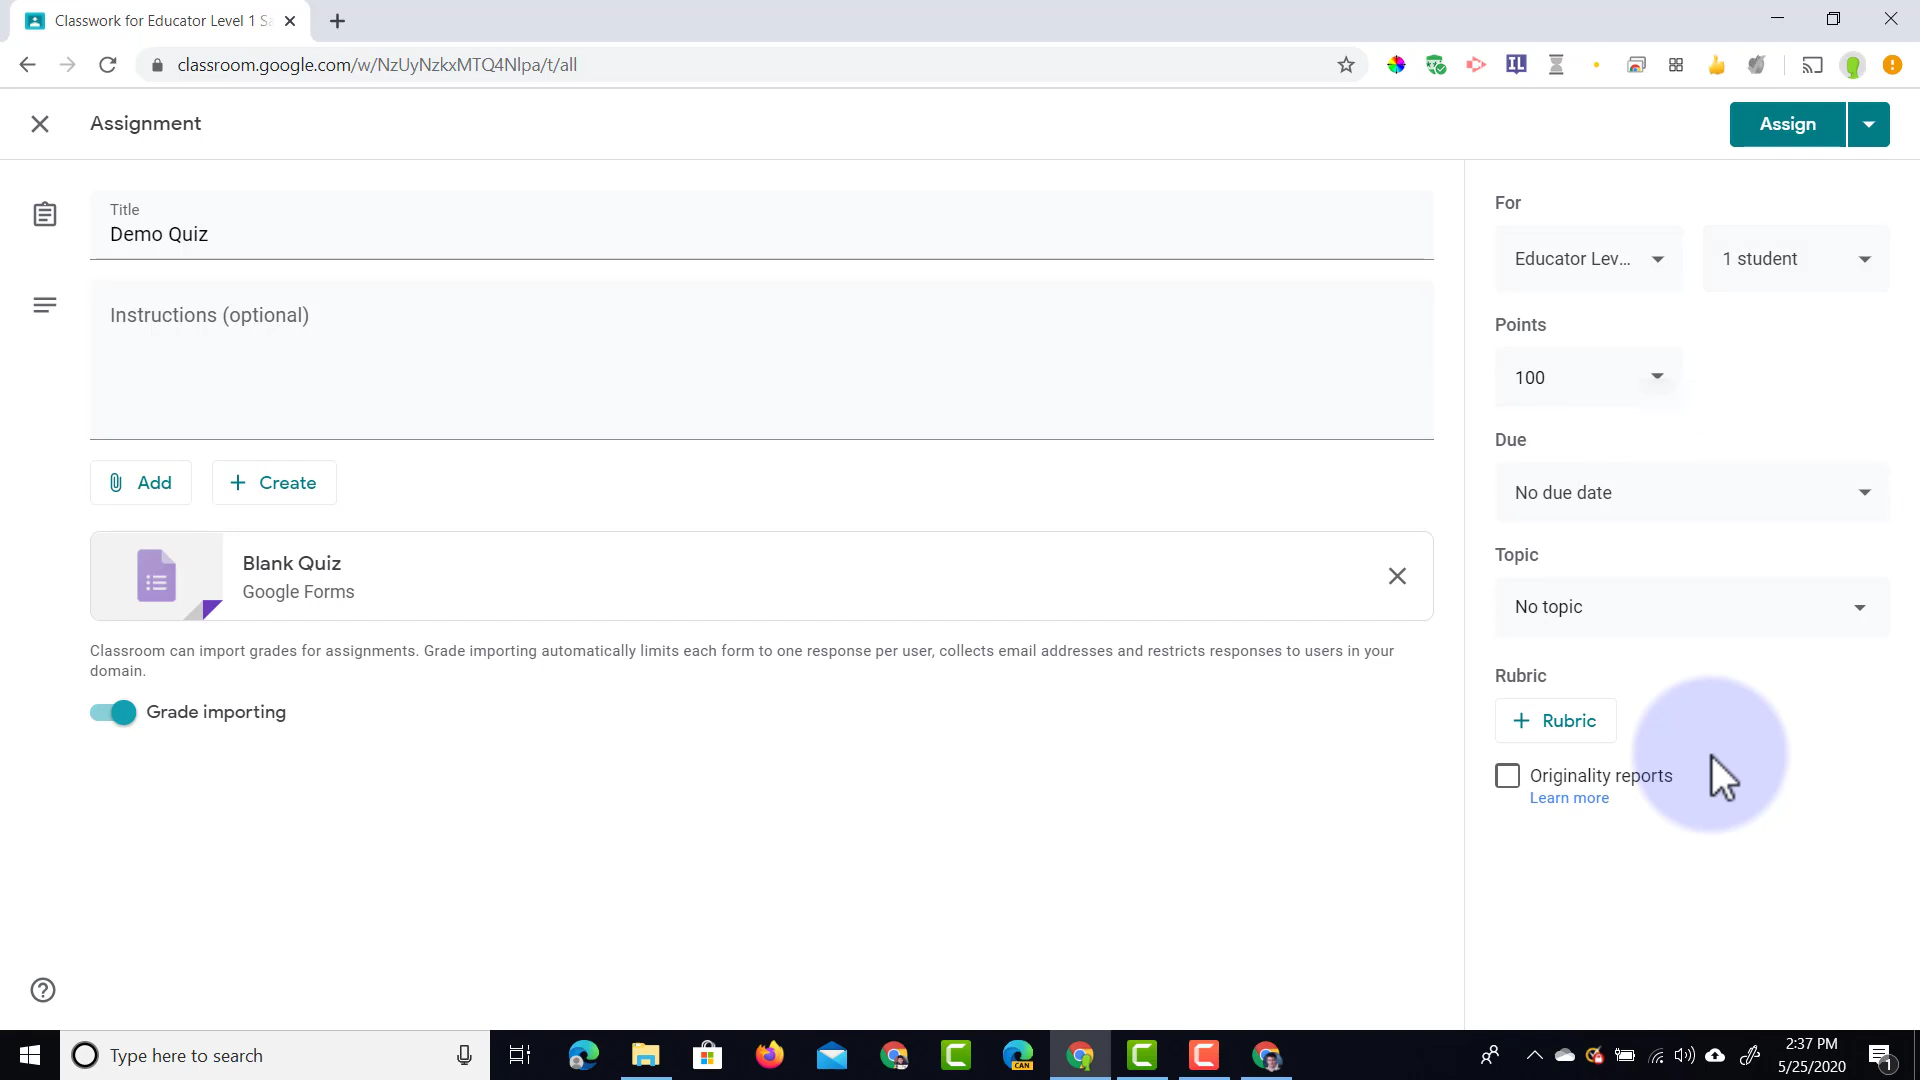 Classwork for Educator Level 1 Sa
classroom.google.com/w/NzUyNzkxMTQ4Nlpa/t/all
IL
Assignment
Assign
Title
Demo Quiz
Instructions (optional)
Add
Create
Blank Quiz
Google Forms
Classroom can import grades for assignments. Grade importing automatically limits each form to one response per user, collects email addresses and restricts responses to users in your
domain.
Grade importing
For
Educator Lev...
1 student
Points
100
Due
No due date
Topic
No topic
Rubric
Rubric
Originality reports
Learn more
Type here to search
CAN
2:37 PM
5/25/2020
1